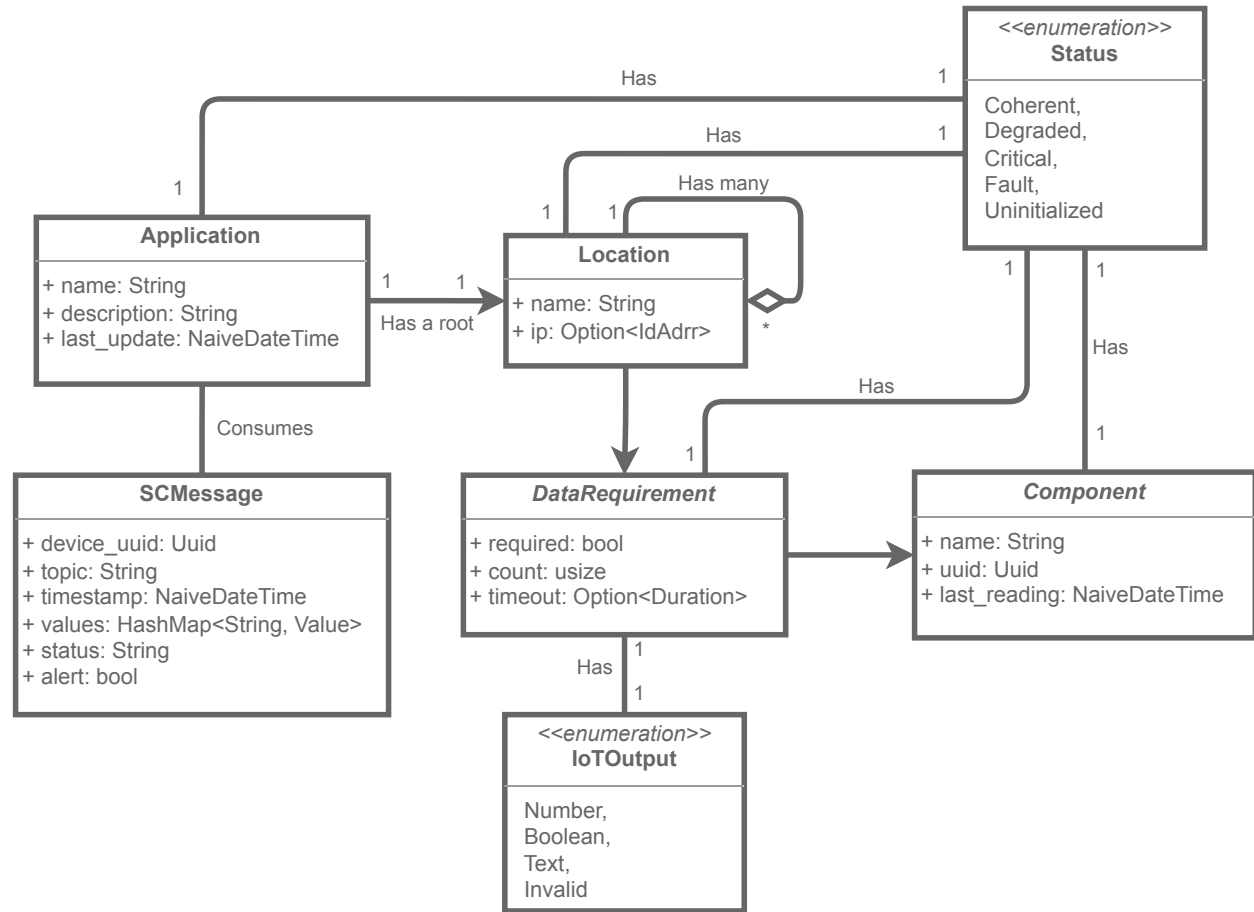 <<enumeration>>
Status
Coherent,
Degraded,
Critical,
Fault,
Uninitialized
Has
1
1
Has
1
1
Has many
1
*
Application
+ name: String
+ description: String
+ last_update: NaiveDateTime
1
1
Has a root
Location
+ name: String
+ ip: Option<IdAdrr>
1
Has
1
1
Has
1
Consumes
SCMessage
+ device_uuid: Uuid
+ topic: String
+ timestamp: NaiveDateTime
+ values: HashMap<String, Value>
+ status: String
+ alert: bool
DataRequirement
+ required: bool
+ count: usize
+ timeout: Option<Duration>
Component
+ name: String
+ uuid: Uuid
+ last_reading: NaiveDateTime
1
Has
1
<<enumeration>>
IoTOutput
Number,
Boolean,
Text,
Invalid